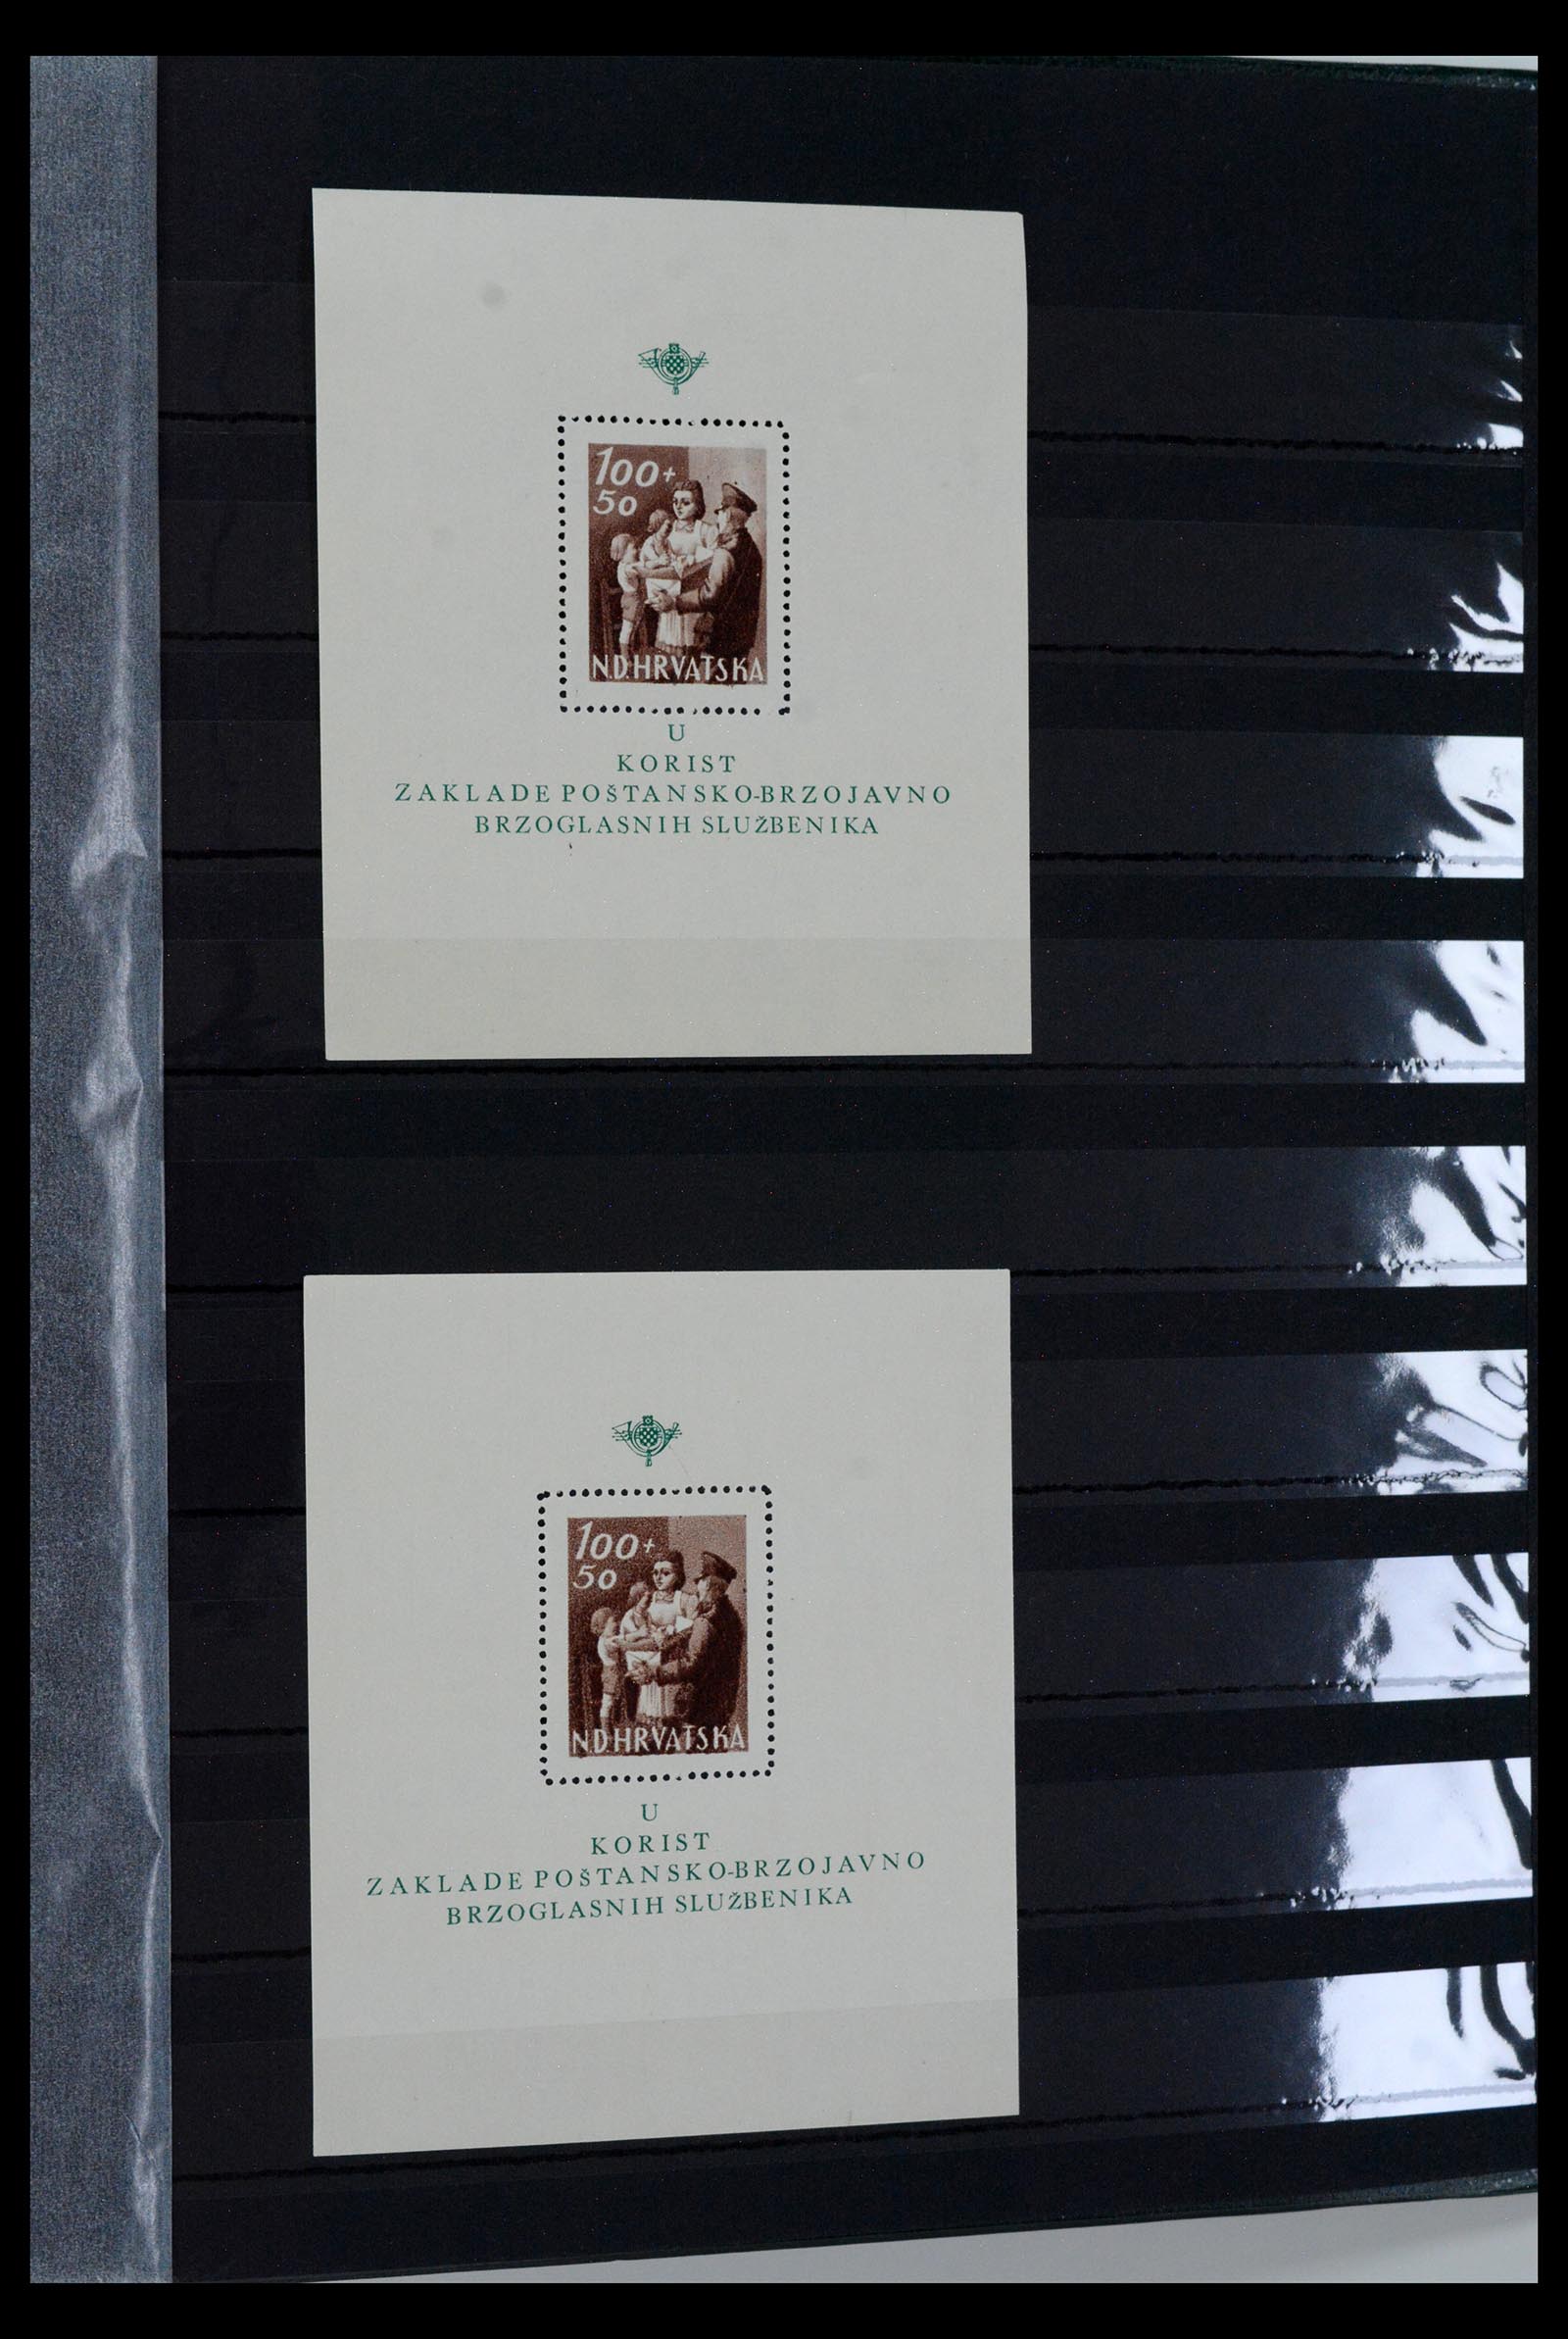 100+
50
N.D.HRVATSKA
U
KORIST
ZAKLADE POŠTANSKO-BRZOJAVNO
BRZOGLASNIH SLUŽBENIKA
100+
50
N.D.HRVATSKA
U
KORIST
ZAKLADE POŠTANSKO-BRZOJAVNO
BRZOGLASNIH SLUŽBENIKA